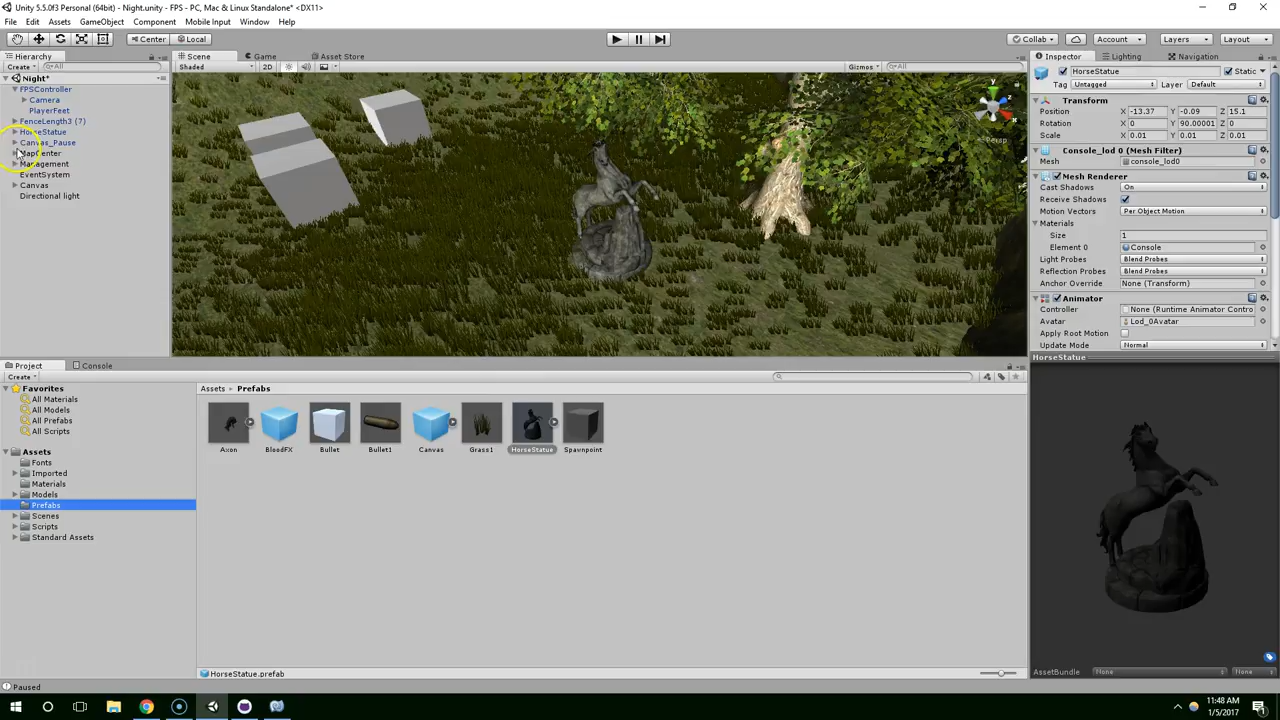 Unity 5.5.0f3 Personal (64bit) - Night.unity - FPS - PC, Mac & Linux Standalone* <DX11>
File Edit Assets GameObject Component Mobile Input Window Help
Center Local Collab Account Layers Layout
Hierarchy Scene Game Asset Store Inspector Lighting Navigation
Create All Shaded 2D Gizmos All
Night*
FPSController
Camera
PlayerFeet
FenceLength3 (7)
HorseStatue
Canvas_Pause
MapCenter
Management
EventSystem
Canvas
Directional light
y
Persp
HorseStatue Static
Tag Untagged Layer Default
Transform
Position X -13.37 Y -0.09 Z 15.1
Rotation X 0 Y 90.00001 Z 0
Scale X 0.01 Y 0.01 Z 0.01
Console_lod 0 (Mesh Filter)
Mesh console_lod0
Mesh Renderer
Cast Shadows On
Receive Shadows
Motion Vectors Per Object Motion
Materials
Size 1
Element 0 Console
Light Probes Blend Probes
Reflection Probes Blend Probes
Anchor Override None (Transform)
Animator
Controller None (Runtime Animator Contro
Avatar Lod_0Avatar
Apply Root Motion
Update Mode Normal
HorseStatue
AssetBundle None None
Project Console
Create
Favorites
All Materials
All Models
All Prefabs
All Scripts
Assets
Fonts
Imported
Materials
Models
Prefabs
Scenes
Scripts
Standard Assets
Assets Prefabs
Axon BloodFX Bullet Bullet1 Canvas Grass1 HorseStatue Spawnpoint
HorseStatue.prefab
Paused
11:48 AM
1/5/2017